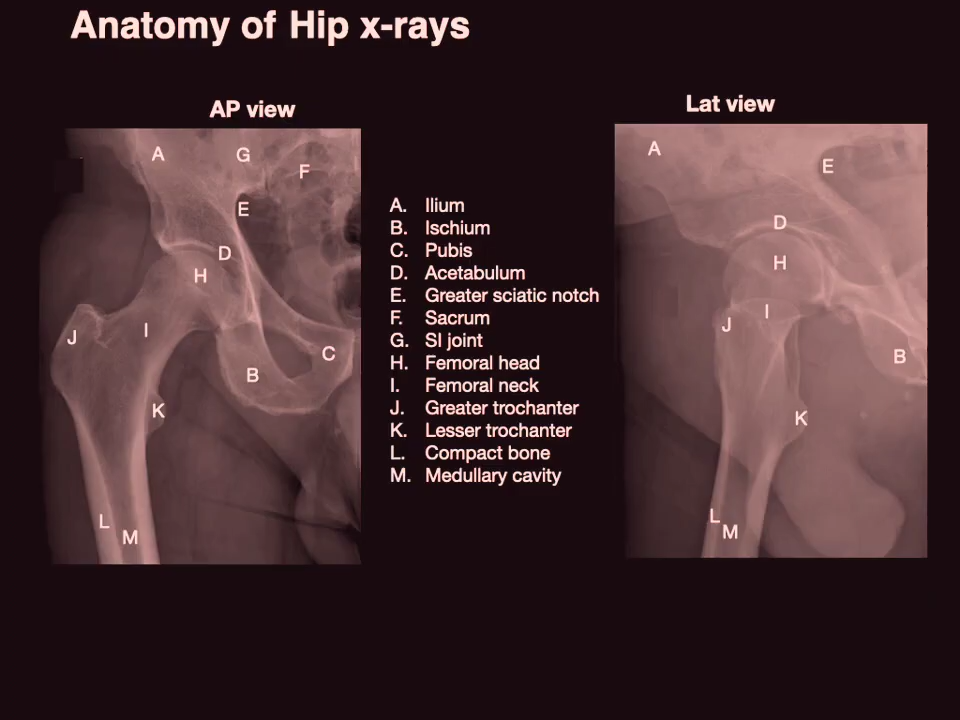 Anatomy of Hip x-rays
AP view
A
G
F
E
D
H
J
I
C
B
K
L
M
A. Ilium
B. Ischium
C. Pubis
D. Acetabulum
E. Greater sciatic notch
F. Sacrum
G. SI joint
H. Femoral head
I. Femoral neck
J. Greater trochanter
K. Lesser trochanter
L. Compact bone
M. Medullary cavity
Lat view
A
E
D
H
I
J
B
K
L
M